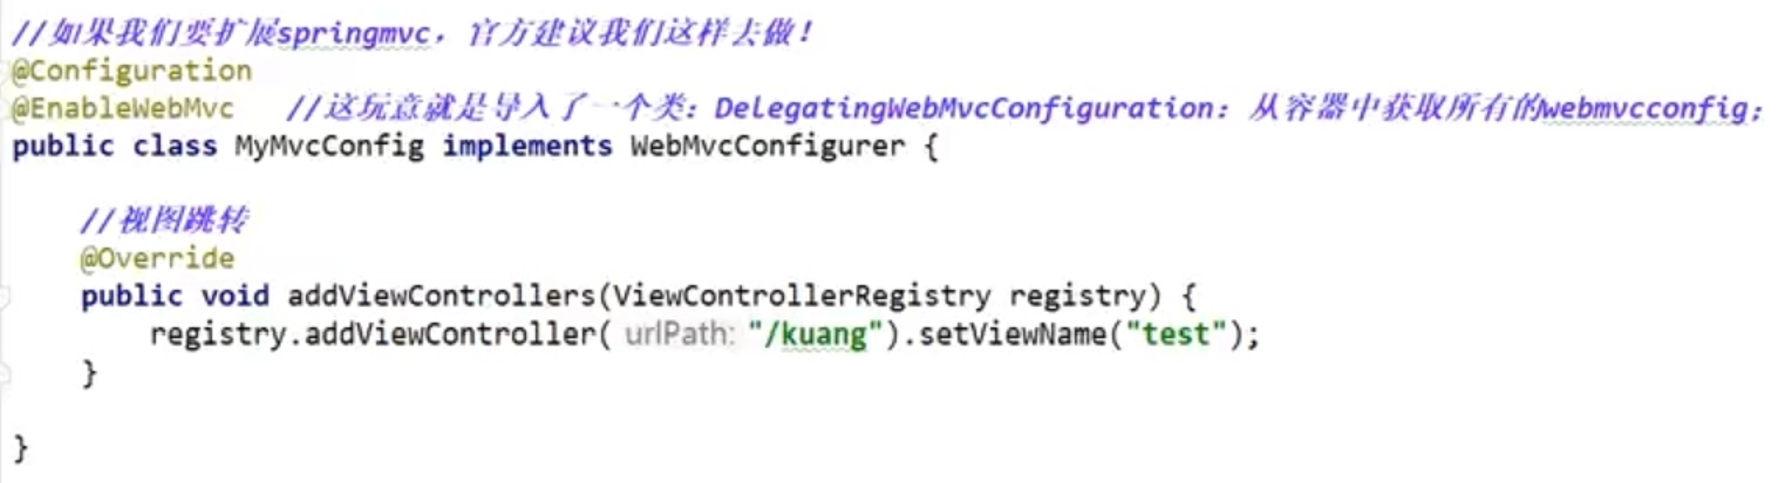 //如果我们要扩展springmvc，官方建议我们这样去做！
@Configuration
@EnableWebMvc //这玩意就是导入了一个类：DelegatingWebMvcConfiguration：从容器中获取所有的webmvcconfig；
public class MyMvcConfig implements WebMvcConfigurer {
//视图跳转
@Override
public void addViewControllers(ViewControllerRegistry registry) {
registry.addViewController( urlPath: "/kuang").setViewName("test");
}
}